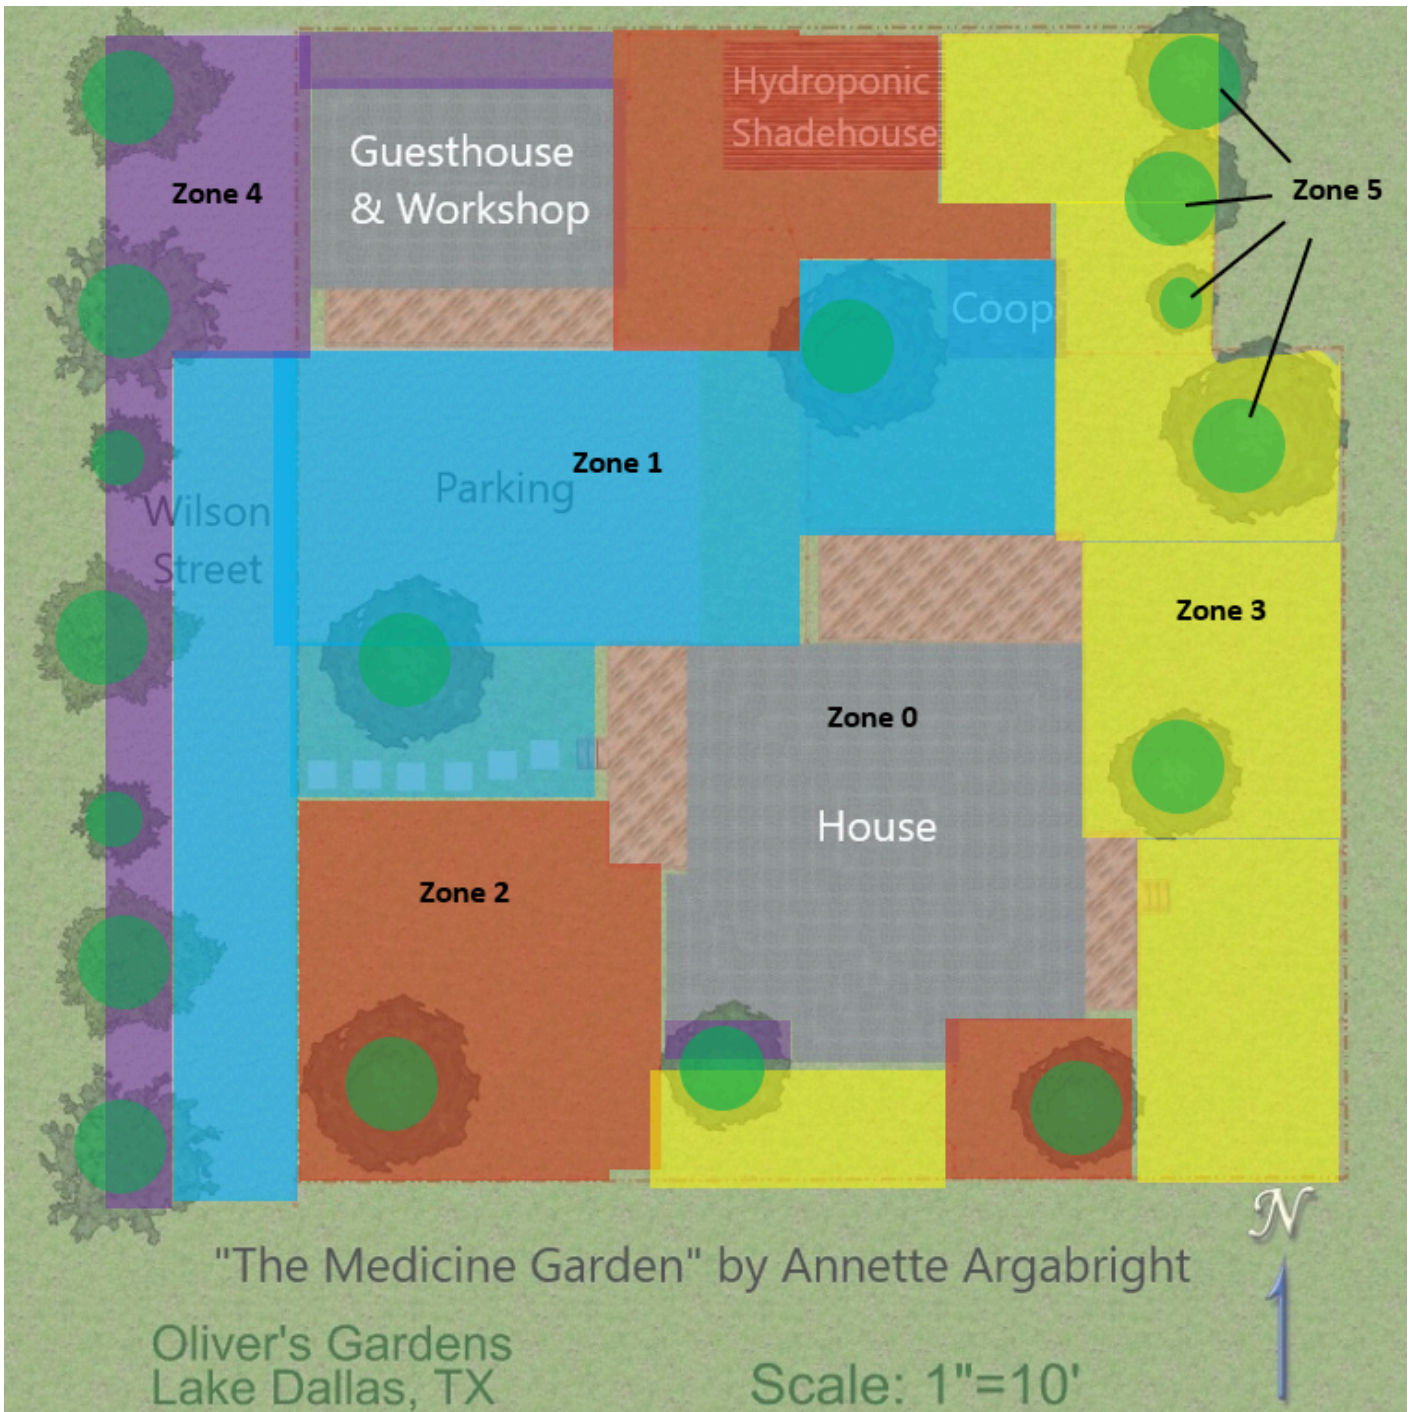 Hydroponic
Shadehouse
Guesthouse
& Workshop
Zone 4
Zone 5
Coop
Zone 1
Parking
Wilson
Street
Zone 3
Zone 0
House
Zone 2
N
"The Medicine Garden" by Annette Argabright
Oliver's Gardens
Lake Dallas, TX
Scale: 1"=10'